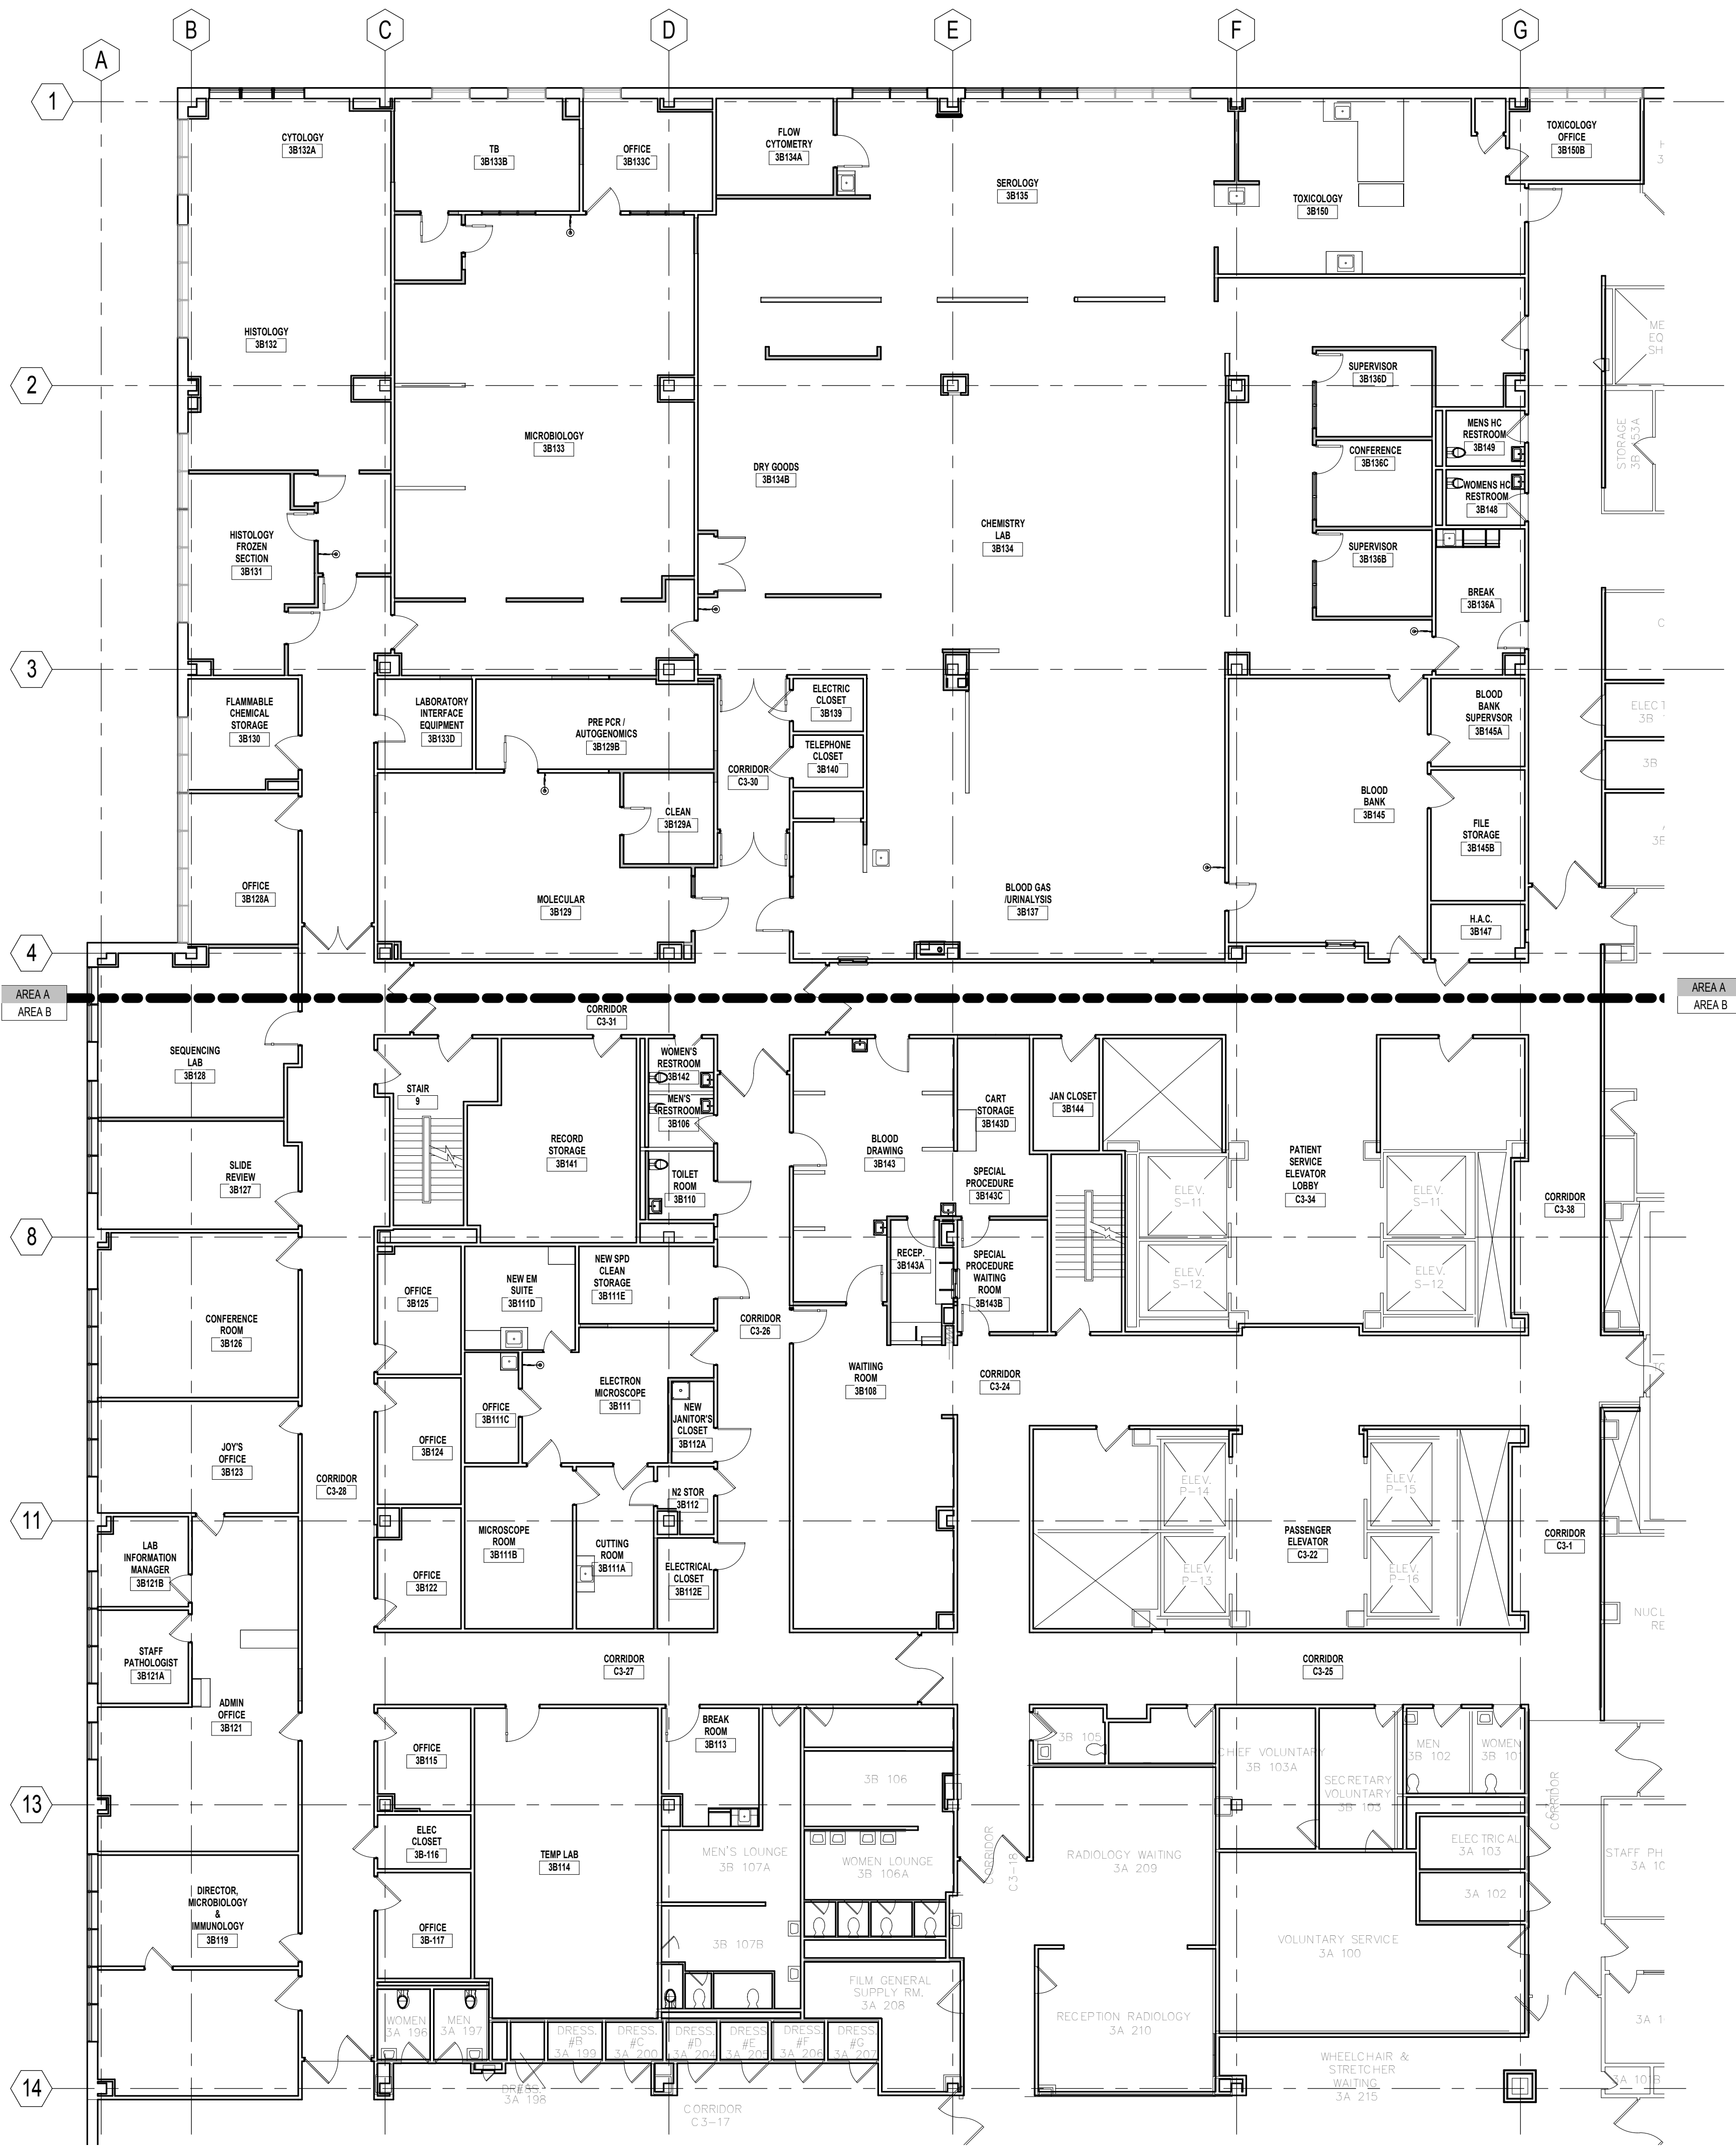 A
B
C
D
E
F
G
1
CYTOLOGY
3B132A
TB
3B133B
OFFICE
3B133C
FLOW
CYTOMETRY
3B134A
SEROLOGY
3B135
TOXICOLOGY
3B150
TOXICOLOGY
OFFICE
3B150B
HISTOLOGY
3B132
2
MICROBIOLOGY
3B133
DRY GOODS
3B134B
CHEMISTRY
LAB
3B134
SUPERVISOR
3B136D
CONFERENCE
3B136C
SUPERVISOR
3B136B
MENS HC
RESTROOM
3B149
WOMENS HC
RESTROOM
3B148
BREAK
3B136A
STORAGE
HISTOLOGY
FROZEN
SECTION
3B131
3
FLAMMABLE
CHEMICAL
STORAGE
3B130
LABORATORY
INTERFACE
EQUIPMENT
3B133D
PRE PCR /
AUTOGENOMICS
3B129B
ELECTRIC
CLOSET
3B139
TELEPHONE
CLOSET
3B140
CORRIDOR
C3-30
CLEAN
3B129A
BLOOD
BANK
SUPERVSOR
3B145A
BLOOD
BANK
3B145
FILE
STORAGE
3B145B
OFFICE
3B128A
MOLECULAR
3B129
BLOOD GAS
/URINALYSIS
3B137
H.A.C.
3B147
4
AREA A
AREA B
AREA A
AREA B
CORRIDOR
C3-31
SEQUENCING
LAB
3B128
STAIR
9
RECORD
STORAGE
3B141
WOMEN'S
RESTROOM
3B142
MEN'S
RESTROOM
3B106
TOILET
ROOM
3B110
BLOOD
DRAWING
3B143
CART
STORAGE
3B143D
JAN CLOSET
3B144
SPECIAL
PROCEDURE
3B143C
PATIENT
SERVICE
ELEVATOR
LOBBY
C3-34
ELEV.
S-11
ELEV.
S-11
ELEV.
S-12
ELEV.
S-12
CORRIDOR
C3-38
SLIDE
REVIEW
3B127
8
RECEP.
3B143A
SPECIAL
PROCEDURE
WAITING
ROOM
3B143B
CONFERENCE
ROOM
3B126
OFFICE
3B125
NEW EM
SUITE
3B111D
NEW SPD
CLEAN
STORAGE
3B111E
CORRIDOR
C3-26
WAITIING
ROOM
3B108
CORRIDOR
C3-24
ELECTRON
MICROSCOPE
3B111
OFFICE
3B111C
NEW
JANITOR'S
CLOSET
3B112A
OFFICE
3B124
JOY'S
OFFICE
3B123
CORRIDOR
C3-28
N2 STOR
3B112
ELEV.
P-14
ELEV.
P-15
11
LAB
INFORMATION
MANAGER
3B121B
MICROSCOPE
ROOM
3B111B
CUTTING
ROOM
3B111A
ELECTRICAL
CLOSET
3B112E
OFFICE
3B122
PASSENGER
ELEVATOR
C3-22
ELEV.
P-13
ELEV.
P-16
CORRIDOR
C3-1
STAFF
PATHOLOGIST
3B121A
CORRIDOR
C3-27
CORRIDOR
C3-25
ADMIN
OFFICE
3B121
OFFICE
3B115
BREAK
ROOM
3B113
3B 105
CHIEF VOLUNTARY
3B 103A
SECRETARY
VOLUNTARY
3B 103
MEN
3B 102
WOMEN
3B 101
3B 106
13
ELEC
CLOSET
3B-116
TEMP LAB
3B114
MEN'S LOUNGE
3B 107A
WOMEN LOUNGE
3B 106A
CORRIDOR
C3-18
RADIOLOGY WAITING
3A 209
ELECTRICAL
3A 103
CORRIDOR
3A 102
DIRECTOR,
MICROBIOLOGY
&
IMMUNOLOGY
3B119
OFFICE
3B-117
3B 107B
VOLUNTARY SERVICE
3A 100
FILM GENERAL
SUPPLY RM.
3A 208
RECEPTION RADIOLOGY
3A 210
WOMEN
3A 196
MEN
3A 197
DRESS.
#B
3A 199
DRESS.
#C
3A 200
DRESS.
#D
3A 204
DRESS
#E
3A 205
DRESS.
#F
3A 206
DRESS.
#G
3A 207
14
DRESS.
3A 198
CORRIDOR
C3-17
WHEELCHAIR &
STRETCHER
WAITING
3A 215
3A 101B